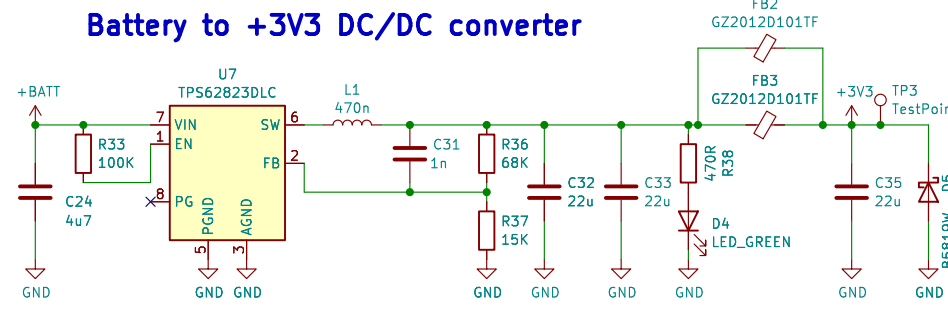 FB2
GZ2012D101TF
Battery to +3V3 DC/DC converter
FB3
GZ2012D101TF
U7
TPS62823DLC
+BATT
L1
470n
+3V3
TP3
TestPoin
7
VIN
SW
6
1
EN
R33
100K
C31
1n
R36
68K
470R
R38
FB
2
8
PG
C24
4u7
C32
22u
C33
22u
C35
22u
PGND
AGND
R37
15K
D4
LED_GREEN
5
3
GND
GND
GND
GND
GND
GND
GND
GND
GND